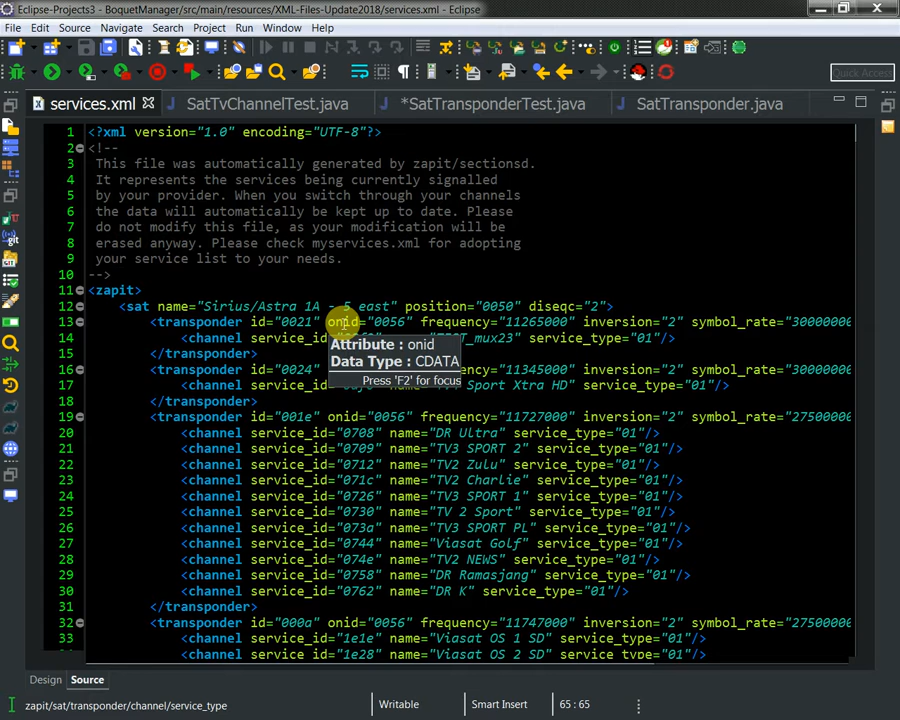 Eclipse-Projects3 - BoquetManager/src/main/resources/XML-Files-Update2018/services.xml - Eclipse
File Edit Source Navigate Search Project Run Window Help
Quick Access
services.xml SatTvChannelTest.java *SatTransponderTest.java SatTransponder.java
1 <?xml version="1.0" encoding="UTF-8"?>
2 <!--
3 This file was automatically generated by zapit/sectionsd.
4 It represents the services being currently signalled
5 by your provider. When you switch through your channels
6 the data will automatically be kept up to date. Please
7 do not modify this file, as your modification will be
8 erased anyway. Please check myservices.xml for adopting
9 your service list to your needs.
10 -->
11 <zapit>
12 <sat name="Sirius/Astra 1A - 5 east" position="0050" diseqc="2">
13 <transponder id="0021" onid="0056" frequency="11265000" inversion="2" symbol_rate="30000000
14 <channel service_id= _mux23" service_type="01"/>
Attribute : onid
Data Type : CDATA
Press 'F2' for focus
15 </transponder>
16 <transponder id="0024" frequency="11345000" inversion="2" symbol_rate="30000000
17 <channel service_id= Sport Xtra HD" service_type="01"/>
18 </transponder>
19 <transponder id="001e" onid="0056" frequency="11727000" inversion="2" symbol_rate="27500000
20 <channel service_id="0708" name="DR Ultra" service_type="01"/>
21 <channel service_id="0709" name="TV3 SPORT 2" service_type="01"/>
22 <channel service_id="0712" name="TV2 Zulu" service_type="01"/>
23 <channel service_id="071c" name="TV2 Charlie" service_type="01"/>
24 <channel service_id="0726" name="TV3 SPORT 1" service_type="01"/>
25 <channel service_id="0730" name="TV 2 Sport" service_type="01"/>
26 <channel service_id="073a" name="TV3 SPORT PL" service_type="01"/>
27 <channel service_id="0744" name="Viasat Golf" service_type="01"/>
28 <channel service_id="074e" name="TV2 NEWS" service_type="01"/>
29 <channel service_id="0758" name="DR Ramasjang" service_type="01"/>
30 <channel service_id="0762" name="DR K" service_type="01"/>
31 </transponder>
32 <transponder id="000a" onid="0056" frequency="11747000" inversion="2" symbol_rate="27500000
33 <channel service_id="1e1e" name="Viasat OS 1 SD" service_type="01"/>
<channel service_id="1e28" name="Viasat OS 2 SD" service_type="01"/>
Design Source
zapit/sat/transponder/channel/service_type Writable Smart Insert 65 : 65